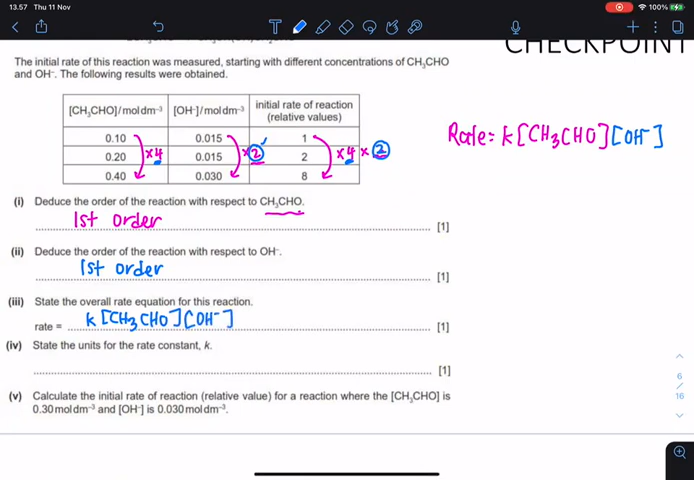 13.57 Thu 11 Nov
100%
CHECKPOINT
The initial rate of this reaction was measured, starting with different concentrations of CH₃CHO
and OH⁻. The following results were obtained.
[CH₃CHO]/mol dm⁻³ [OH⁻]/mol dm⁻³ initial rate of reaction (relative values)
0.10 0.015 1
0.20 0.015 2
0.40 0.030 8
×4 ×2 ×4 × 2
Rate = k[CH₃CHO][OH⁻]
(i) Deduce the order of the reaction with respect to CH₃CHO.
1st order [1]
(ii) Deduce the order of the reaction with respect to OH⁻.
1st order [1]
(iii) State the overall rate equation for this reaction.
rate = k[CH₃CHO][OH⁻] [1]
(iv) State the units for the rate constant, k.
[1]
(v) Calculate the initial rate of reaction (relative value) for a reaction where the [CH₃CHO] is
0.30 mol dm⁻³ and [OH⁻] is 0.030 mol dm⁻³.
6
/
16